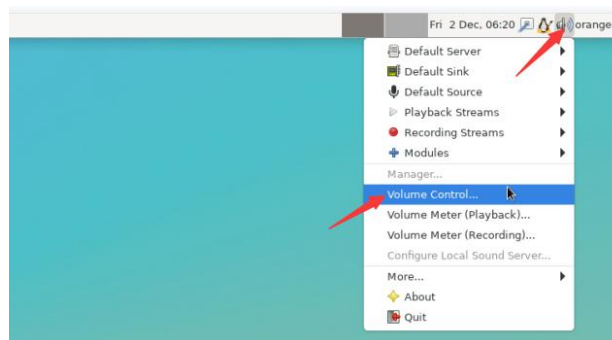 Fri 2 Dec, 06:20 orange
Default Server
Default Sink
Default Source
Playback Streams
Recording Streams
Modules
Manager...
Volume Control...
Volume Meter (Playback)...
Volume Meter (Recording)...
Configure Local Sound Server...
More...
About
Quit